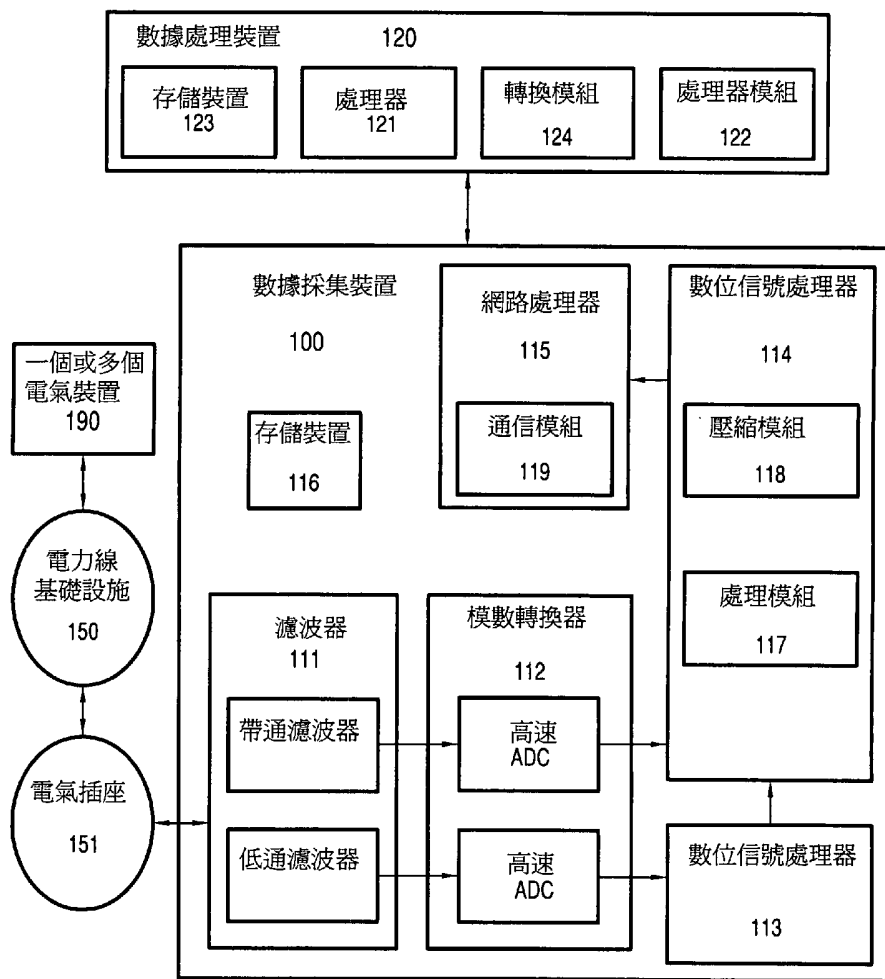 數據處理裝置 120
存儲裝置
123
處理器
121
轉換模組
124
處理器模組
122
數據採集裝置
100
網路處理器
115
通信模組
119
數位信號處理器
114
壓縮模組
118
處理模組
117
一個或多個
電氣裝置
190
存儲裝置
116
電力線
基礎設施
150
電氣插座
151
濾波器
111
帶通濾波器
低通濾波器
模數轉換器
112
高速
ADC
高速
ADC
數位信號處理器
113